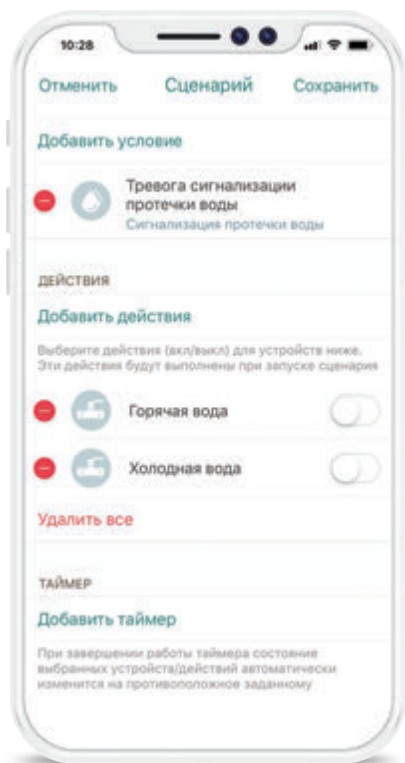 10:28
Отменить Сценарий Сохранить
Добавить условие
Тревога сигнализации
протечки воды
Сигнализация протечки воды
ДЕЙСТВИЯ
Добавить действия
Выберите действия (вкл/выкл) для устройств ниже.
Эти действия будут выполнены при запуске сценария
Горячая вода
Холодная вода
Удалить все
ТАЙМЕР
Добавить таймер
При завершении работы таймера состояние
выбранных устройств/действий автоматически
изменится на противоположное заданному